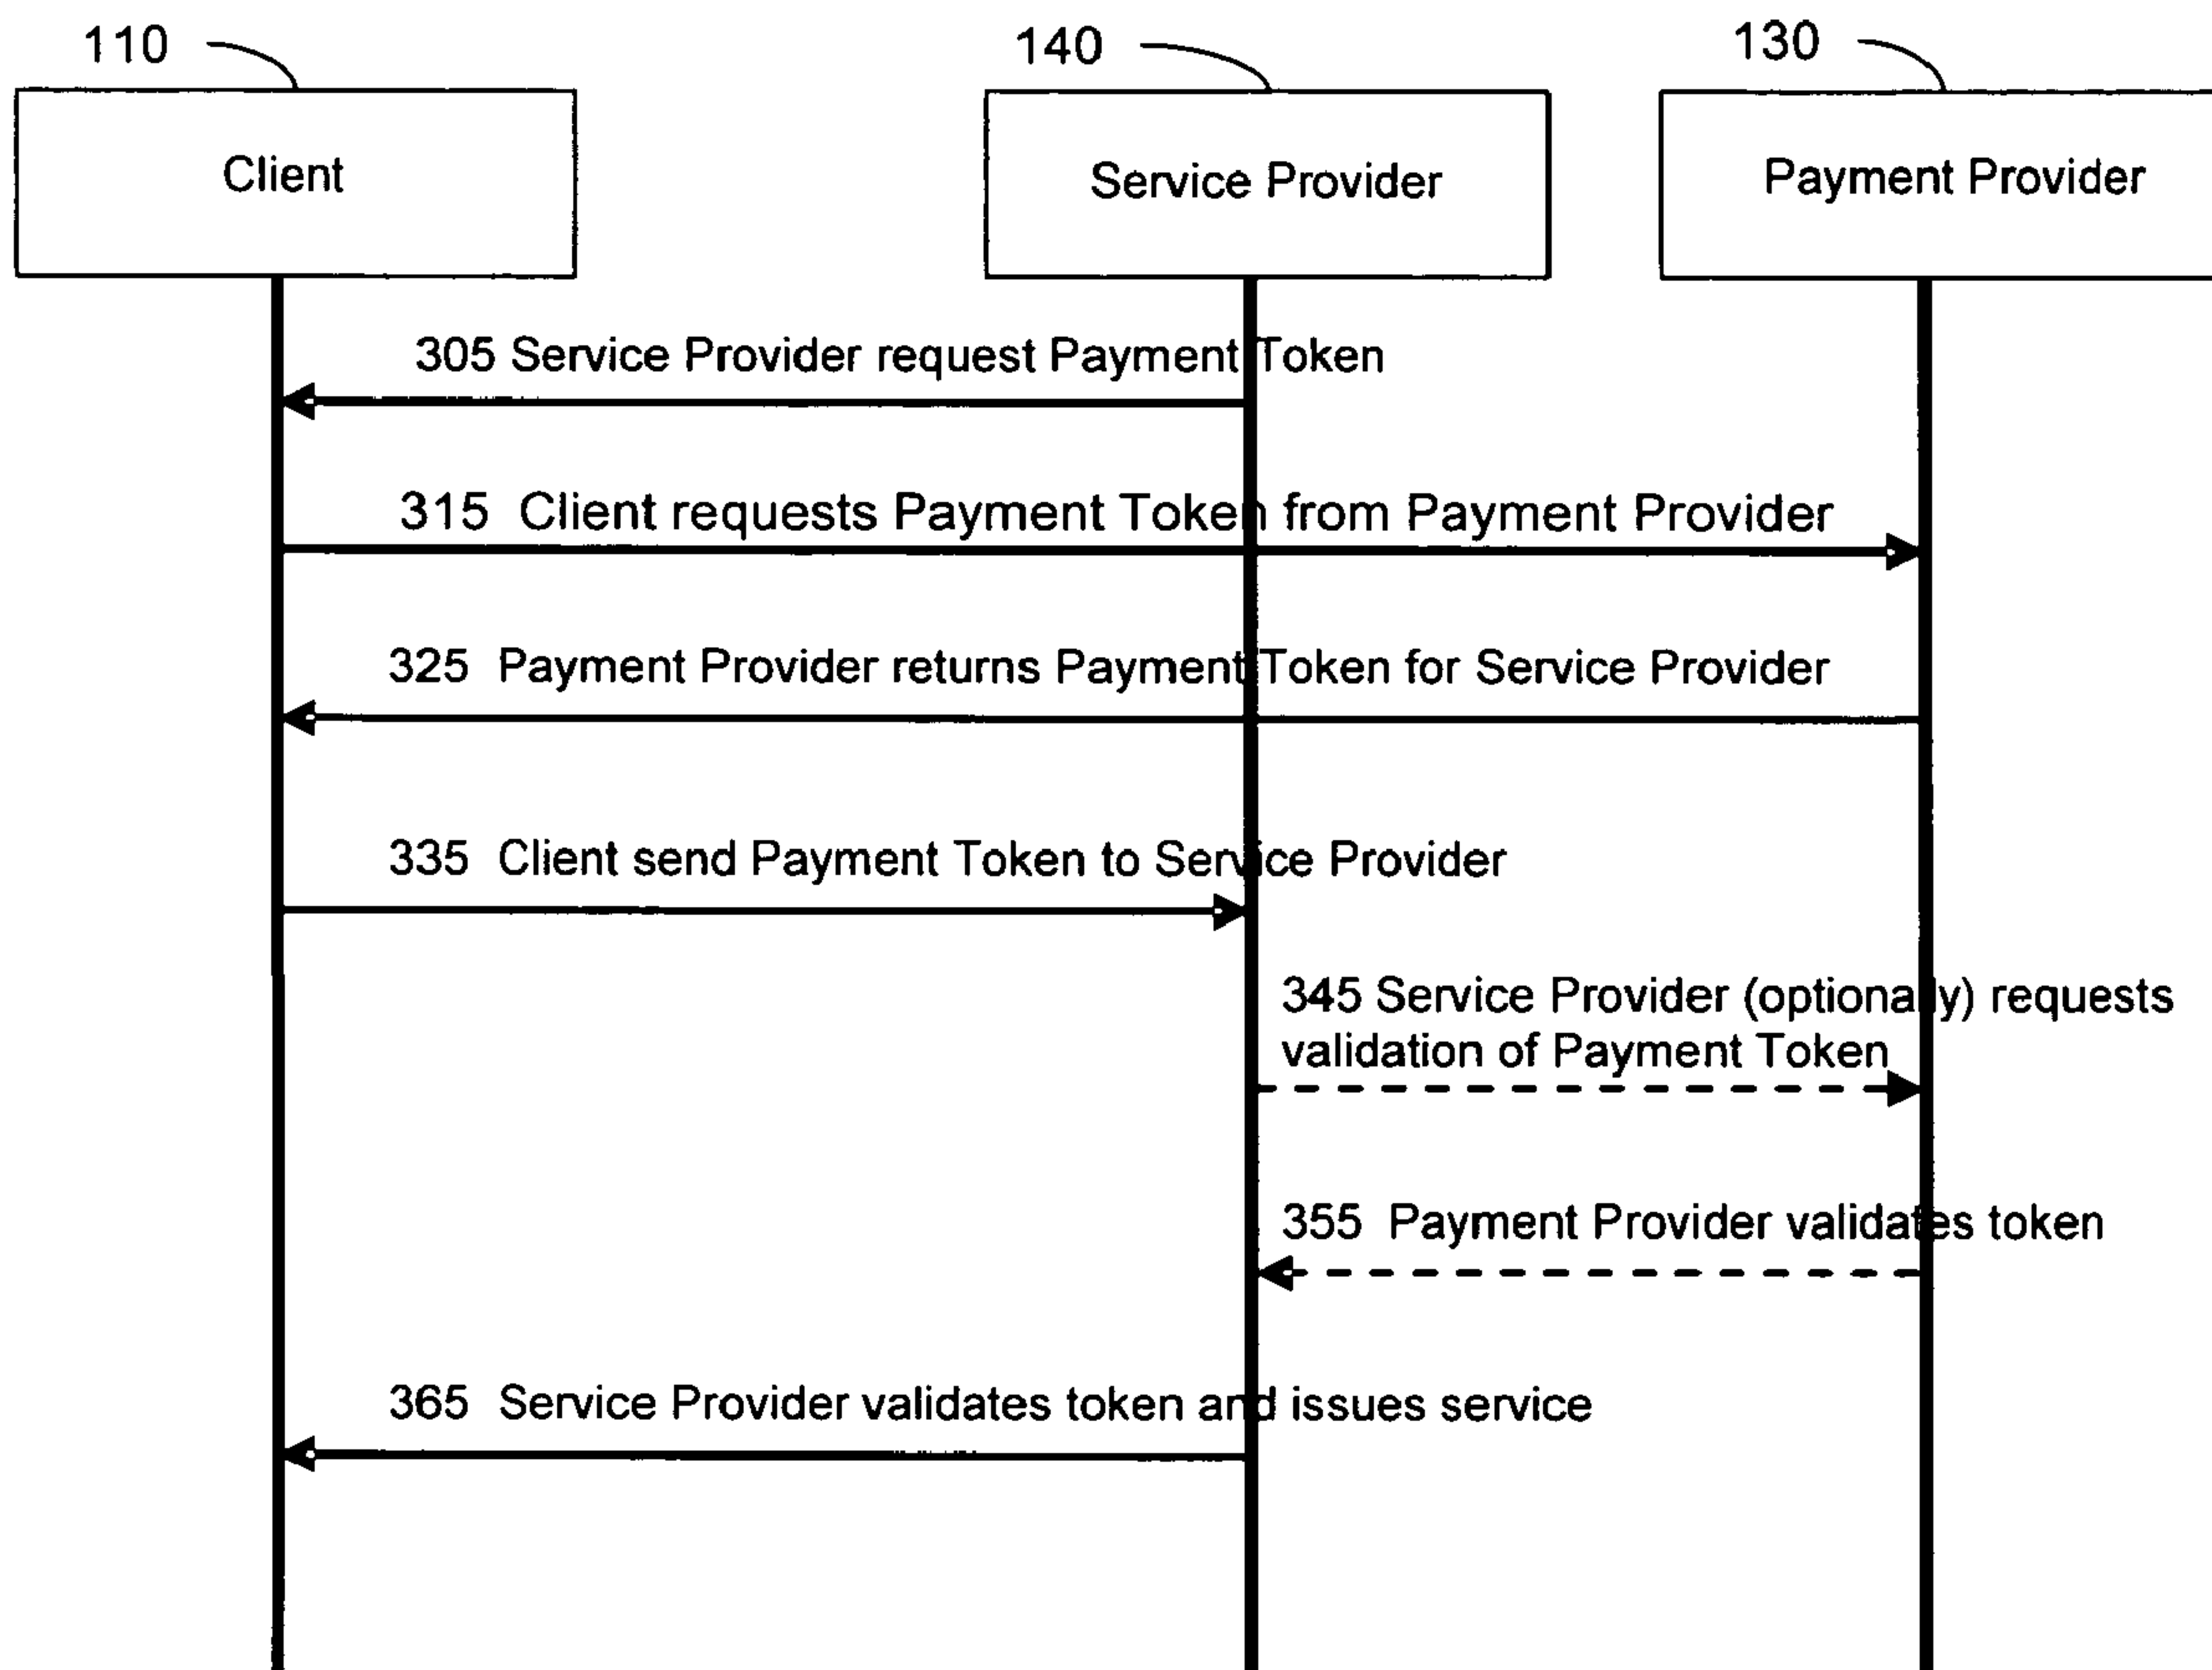 110
140
130
Client
Service Provider
Payment Provider
305 Service Provider request Payment Token
315 Client requests Payment Token from Payment Provider
325 Payment Provider returns Payment Token for Service Provider
335 Client send Payment Token to Service Provider
345 Service Provider (optionally) requests
validation of Payment Token
355 Payment Provider validates token
365 Service Provider validates token and issues service